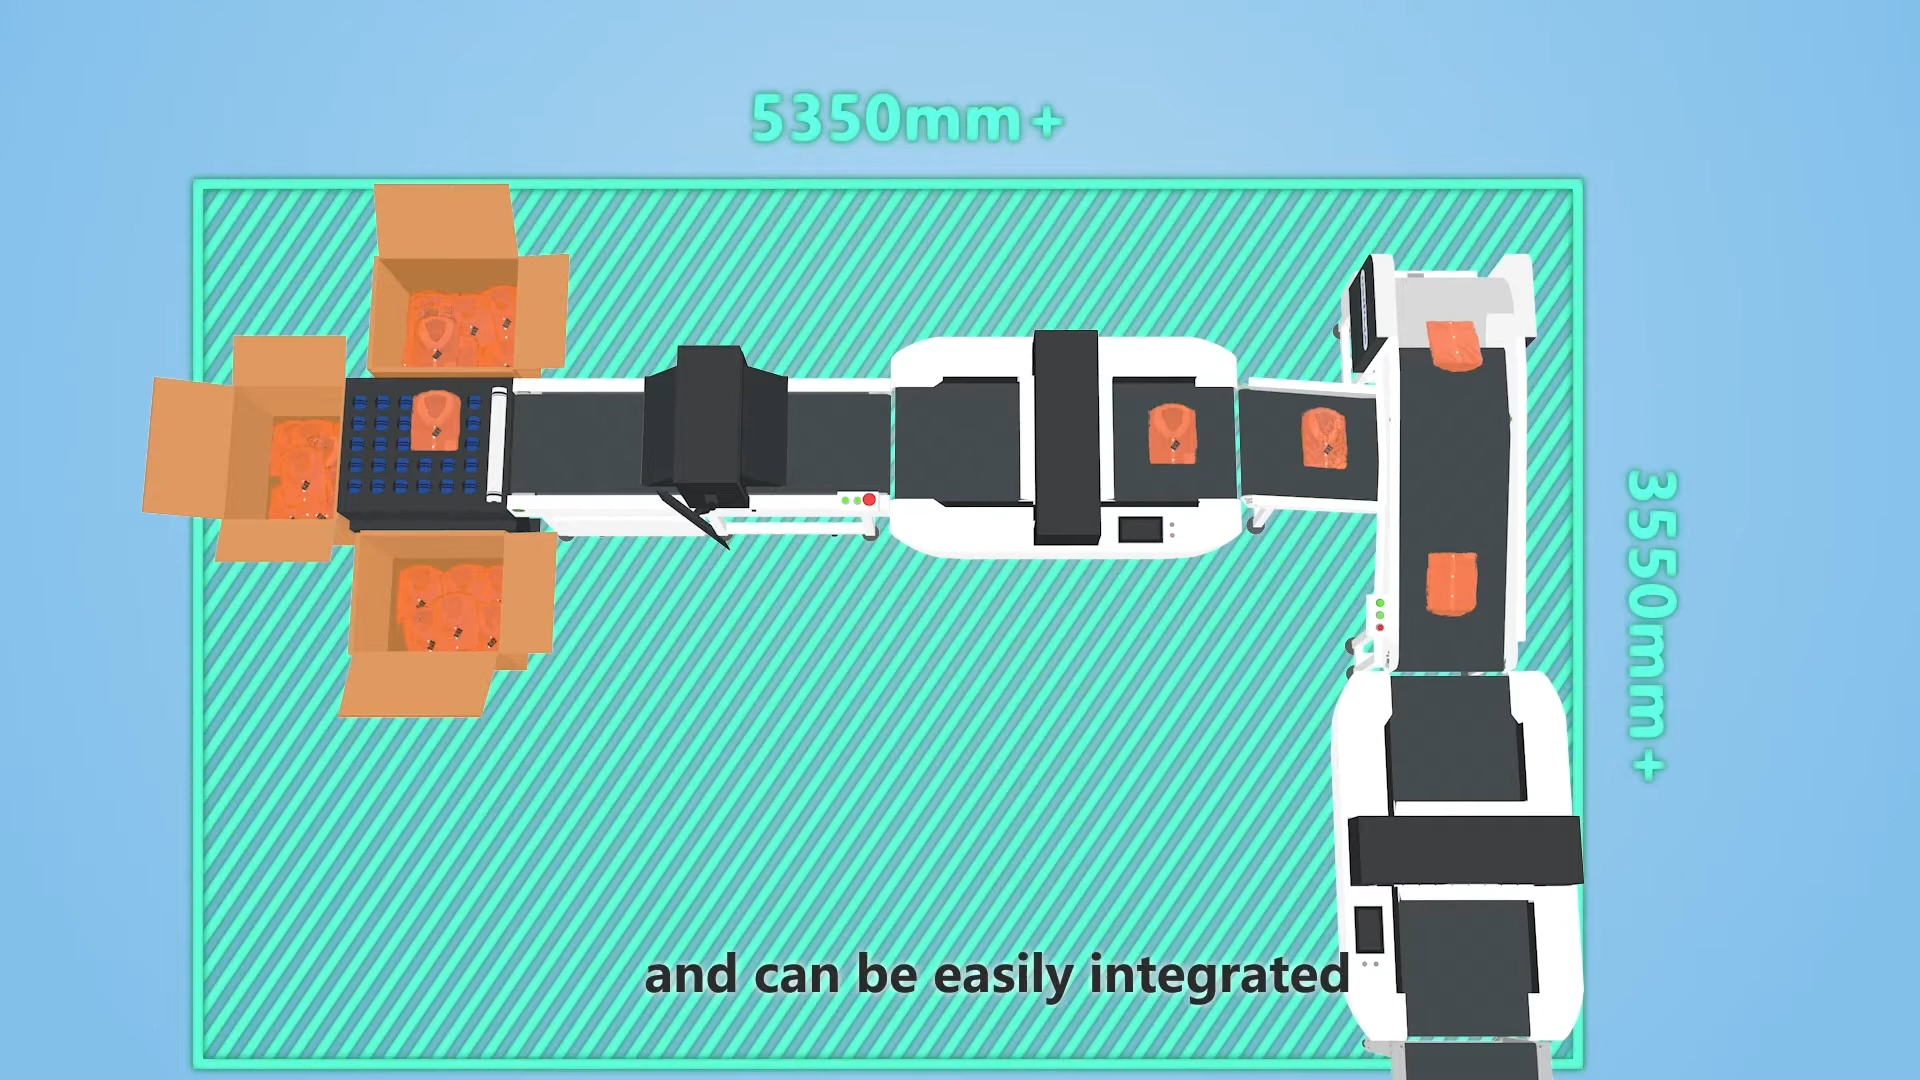 5350mm+
3550mm+
and can be easily integrated